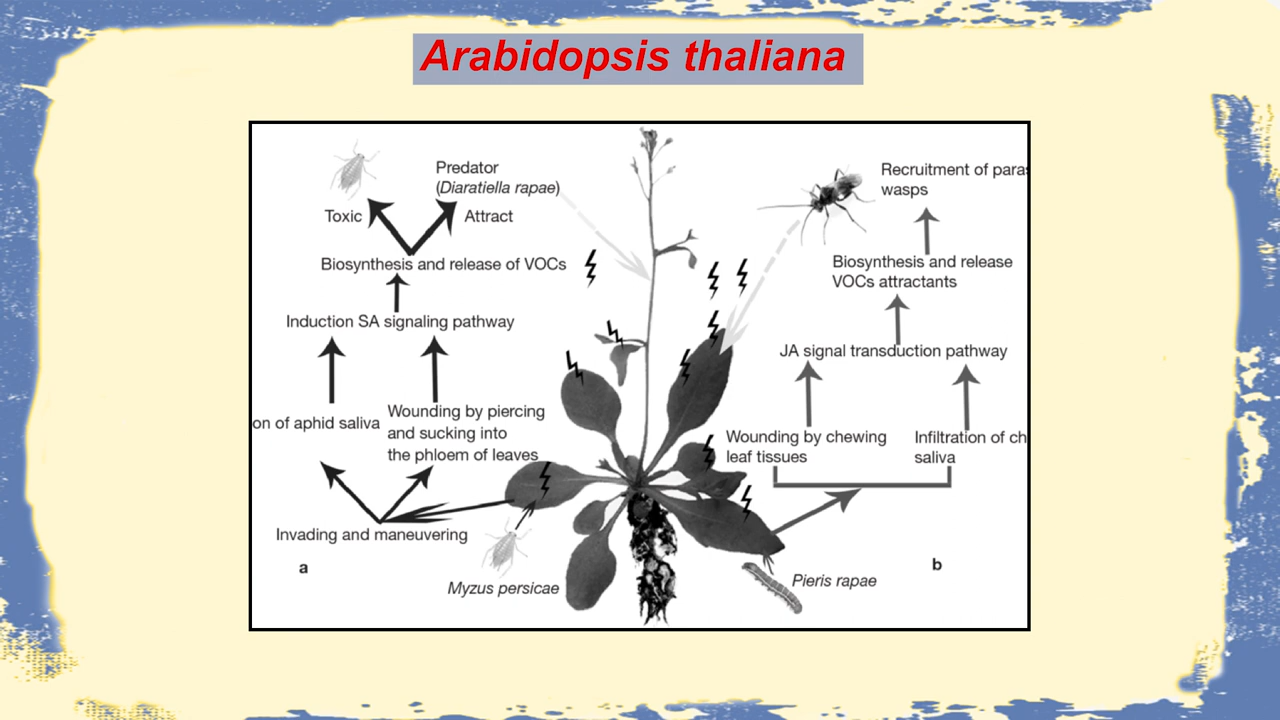 Arabidopsis thaliana
Predator
(Diaratiella rapae)
Toxic
Attract
Biosynthesis and release of VOCs
Induction SA signaling pathway
on of aphid saliva
Wounding by piercing
and sucking into
the phloem of leaves
Invading and maneuvering
a
Myzus persicae
Recruitment of paras
wasps
Biosynthesis and release
VOCs attractants
JA signal transduction pathway
Wounding by chewing
leaf tissues
Infiltration of ch
saliva
b
Pieris rapae